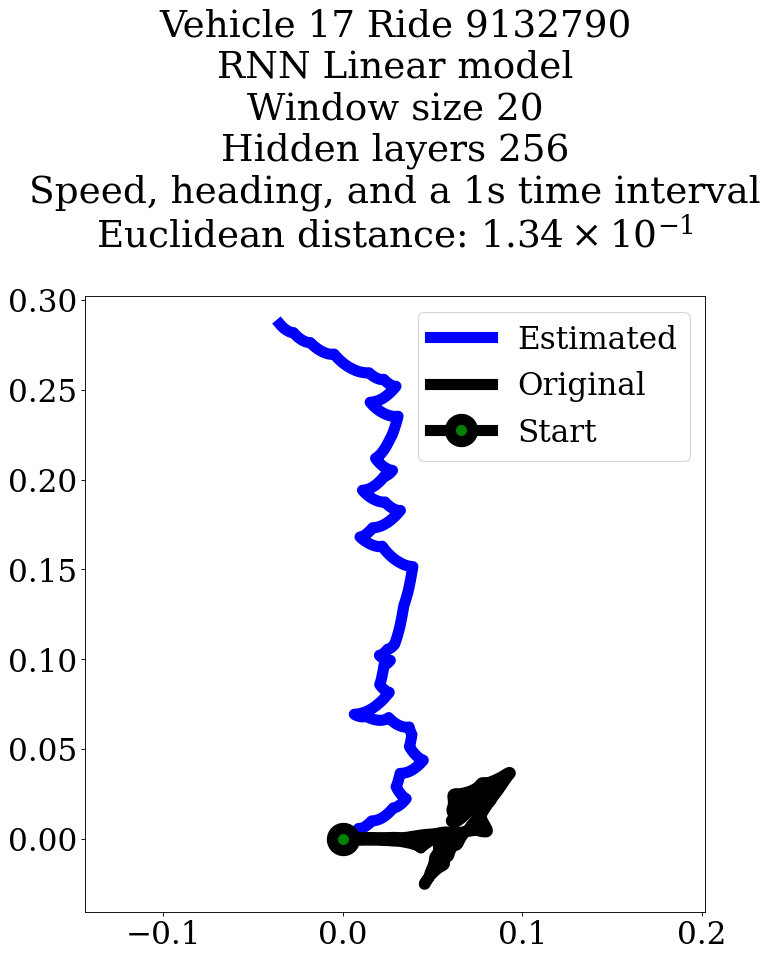 Vehicle 17 Ride 9132790
RNN Linear model
Window size 20
Hidden layers 256
Speed, heading, and a 1s time interval
Euclidean distance: 1.34 × 10⁻¹
Estimated
Original
Start
0.30
0.25
0.20
0.15
0.10
0.05
0.00
−0.1
0.0
0.1
0.2